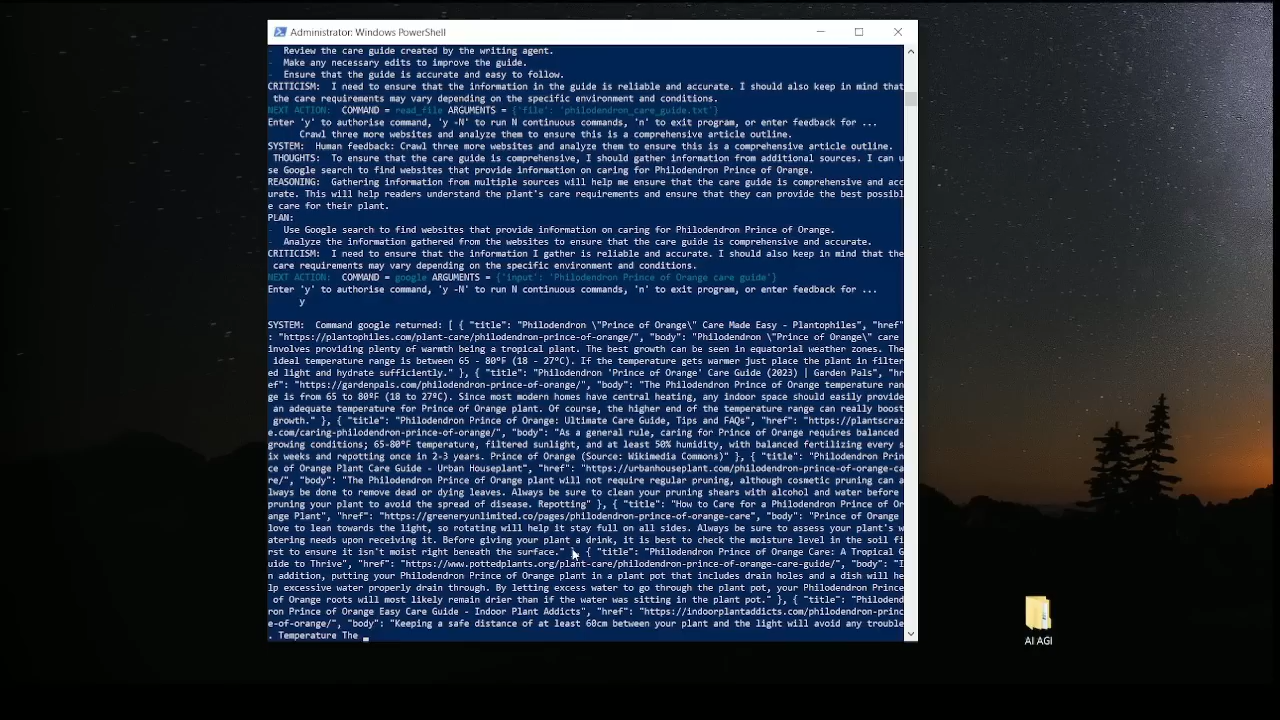 Administrator: Windows PowerShell
- Review the care guide created by the writing agent.
- Make any necessary edits to improve the guide.
- Ensure that the guide is accurate and easy to follow.
CRITICISM: I need to ensure that the information in the guide is reliable and accurate. I should also keep in mind that
the care requirements may vary depending on the specific environment and conditions.
NEXT ACTION: COMMAND = read_file ARGUMENTS = {'file': 'philodendron_care_guide.txt'}
Enter 'y' to authorise command, 'y -N' to run N continuous commands, 'n' to exit program, or enter feedback for ...
Crawl three more websites and analyze them to ensure this is a comprehensive article outline.
SYSTEM: Human feedback: Crawl three more websites and analyze them to ensure this is a comprehensive article outline.
THOUGHTS: To ensure that the care guide is comprehensive, I should gather information from additional sources. I can u
se Google search to find websites that provide information on caring for Philodendron Prince of Orange.
REASONING: Gathering information from multiple sources will help me ensure that the care guide is comprehensive and acc
urate. This will help readers understand the plant's care requirements and ensure that they can provide the best possibl
e care for their plant.
PLAN:
- Use Google search to find websites that provide information on caring for Philodendron Prince of Orange.
- Analyze the information gathered from the websites to ensure that the care guide is comprehensive and accurate.
CRITICISM: I need to ensure that the information I gather is reliable and accurate. I should also keep in mind that the
care requirements may vary depending on the specific environment and conditions.
NEXT ACTION: COMMAND = google ARGUMENTS = {'input': 'Philodendron Prince of Orange care guide'}
Enter 'y' to authorise command, 'y -N' to run N continuous commands, 'n' to exit program, or enter feedback for ...
y
SYSTEM: Command google returned: [ { "title": "Philodendron \"Prince of Orange\" Care Made Easy - Plantophiles", "href"
: "https://plantophiles.com/plant-care/philodendron-prince-of-orange/", "body": "Philodendron \"Prince of Orange\" care
involves providing plenty of warmth being a tropical plant. The best growth can be seen in equatorial weather zones. The
ideal temperature range is between 65 - 80ºF (18 - 27ºC). If the temperature gets warmer just place the plant in filter
ed light and hydrate sufficiently." }, { "title": "Philodendron 'Prince of Orange' Care Guide (2023) | Garden Pals", "hr
ef": "https://gardenpals.com/philodendron-prince-of-orange/", "body": "The Philodendron Prince of Orange temperature ran
ge is from 65 to 80ºF (18 to 27ºC). Since most modern homes have central heating, any indoor space should easily provide
an adequate temperature for Prince of Orange plant. Of course, the higher end of the temperature range can really boost
growth." }, { "title": "Philodendron Prince of Orange: Ultimate Care Guide, Tips and FAQs", "href": "https://plantscraz
e.com/caring-philodendron-prince-of-orange/", "body": "As a general rule, caring for Prince of Orange requires balanced
growing conditions; 65-80ºF temperature, filtered sunlight, and at least 50% humidity, with balanced fertilizing every s
ix weeks and repotting once in 2-3 years. Prince of Orange (Source: Wikimedia Commons)" }, { "title": "Philodendron Prin
ce of Orange Plant Care Guide - Urban Houseplant", "href": "https://urbanhouseplant.com/philodendron-prince-of-orange-ca
re/", "body": "The Philodendron Prince of Orange plant will not require regular pruning, although cosmetic pruning can a
lways be done to remove dead or dying leaves. Always be sure to clean your pruning shears with alcohol and water before
pruning your plant to avoid the spread of disease. Repotting" }, { "title": "How to Care for a Philodendron Prince of Or
ange Plant", "href": "https://greeneryunlimited.co/pages/philodendron-prince-of-orange-care", "body": "Prince of Orange
love to lean towards the light, so rotating will help it stay full on all sides. Always be sure to assess your plant's w
atering needs upon receiving it. Before giving your plant a drink, it is best to check the moisture level in the soil fi
rst to ensure it isn't moist right beneath the surface." }, { "title": "Philodendron Prince of Orange Care: A Tropical G
uide to Thrive", "href": "https://www.pottedplants.org/plant-care/philodendron-prince-of-orange-care-guide/", "body": "I
n addition, putting your Philodendron Prince of Orange plant in a plant pot that includes drain holes and a dish will he
lp excessive water properly drain through. By letting excess water to go through the plant pot, your Philodendron Prince
of Orange roots will most likely remain drier than if the water was sitting in the plant pot." }, { "title": "Philodend
ron Prince of Orange Easy Care Guide - Indoor Plant Addicts", "href": "https://indoorplantaddicts.com/philodendron-princ
e-of-orange/", "body": "Keeping a safe distance of at least 60cm between your plant and the light will avoid any trouble
. Temperature The
AI AGI